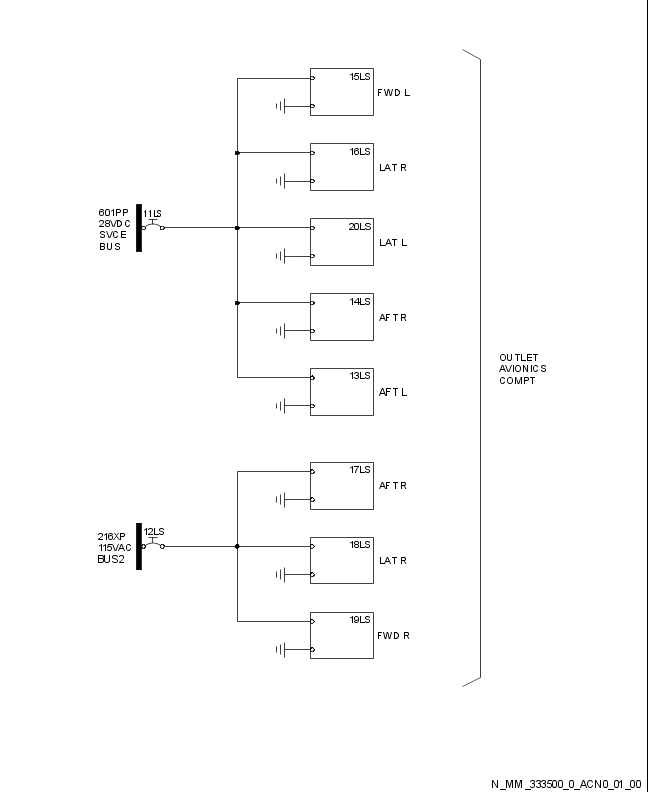 15LS
FWD L
16LS
LAT R
601PP
28VDC
SVCE
BUS
11LS
20LS
LAT L
14LS
AFT R
13LS
AFT L
OUTLET
AVIONICS
COMPT
17LS
AFT R
216XP
115VAC
BUS2
12LS
18LS
LAT R
19LS
FWD R
N_MM_333500_0_ACN0_01_00